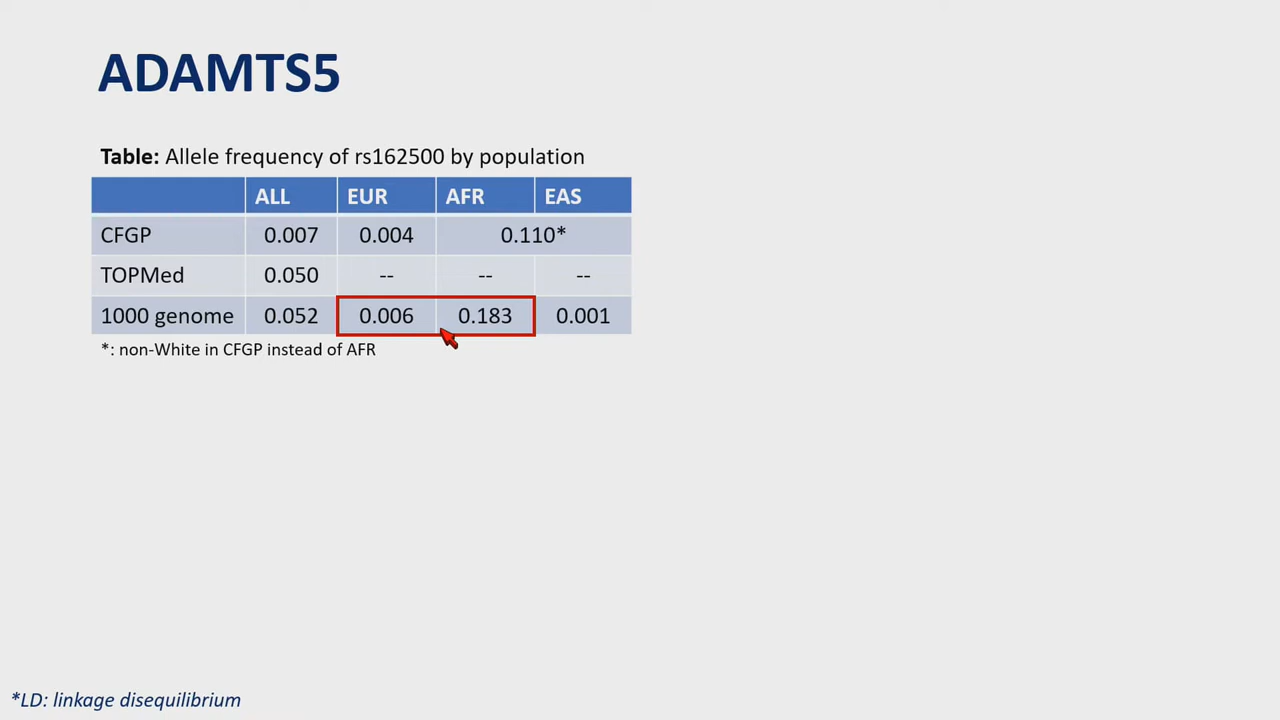 ADAMTS5
Table: Allele frequency of rs162500 by population
ALL EUR AFR EAS
CFGP 0.007 0.004 0.110*
TOPMed 0.050 -- -- --
1000 genome 0.052 0.006 0.183 0.001
*: non-White in CFGP instead of AFR
*LD: linkage disequilibrium